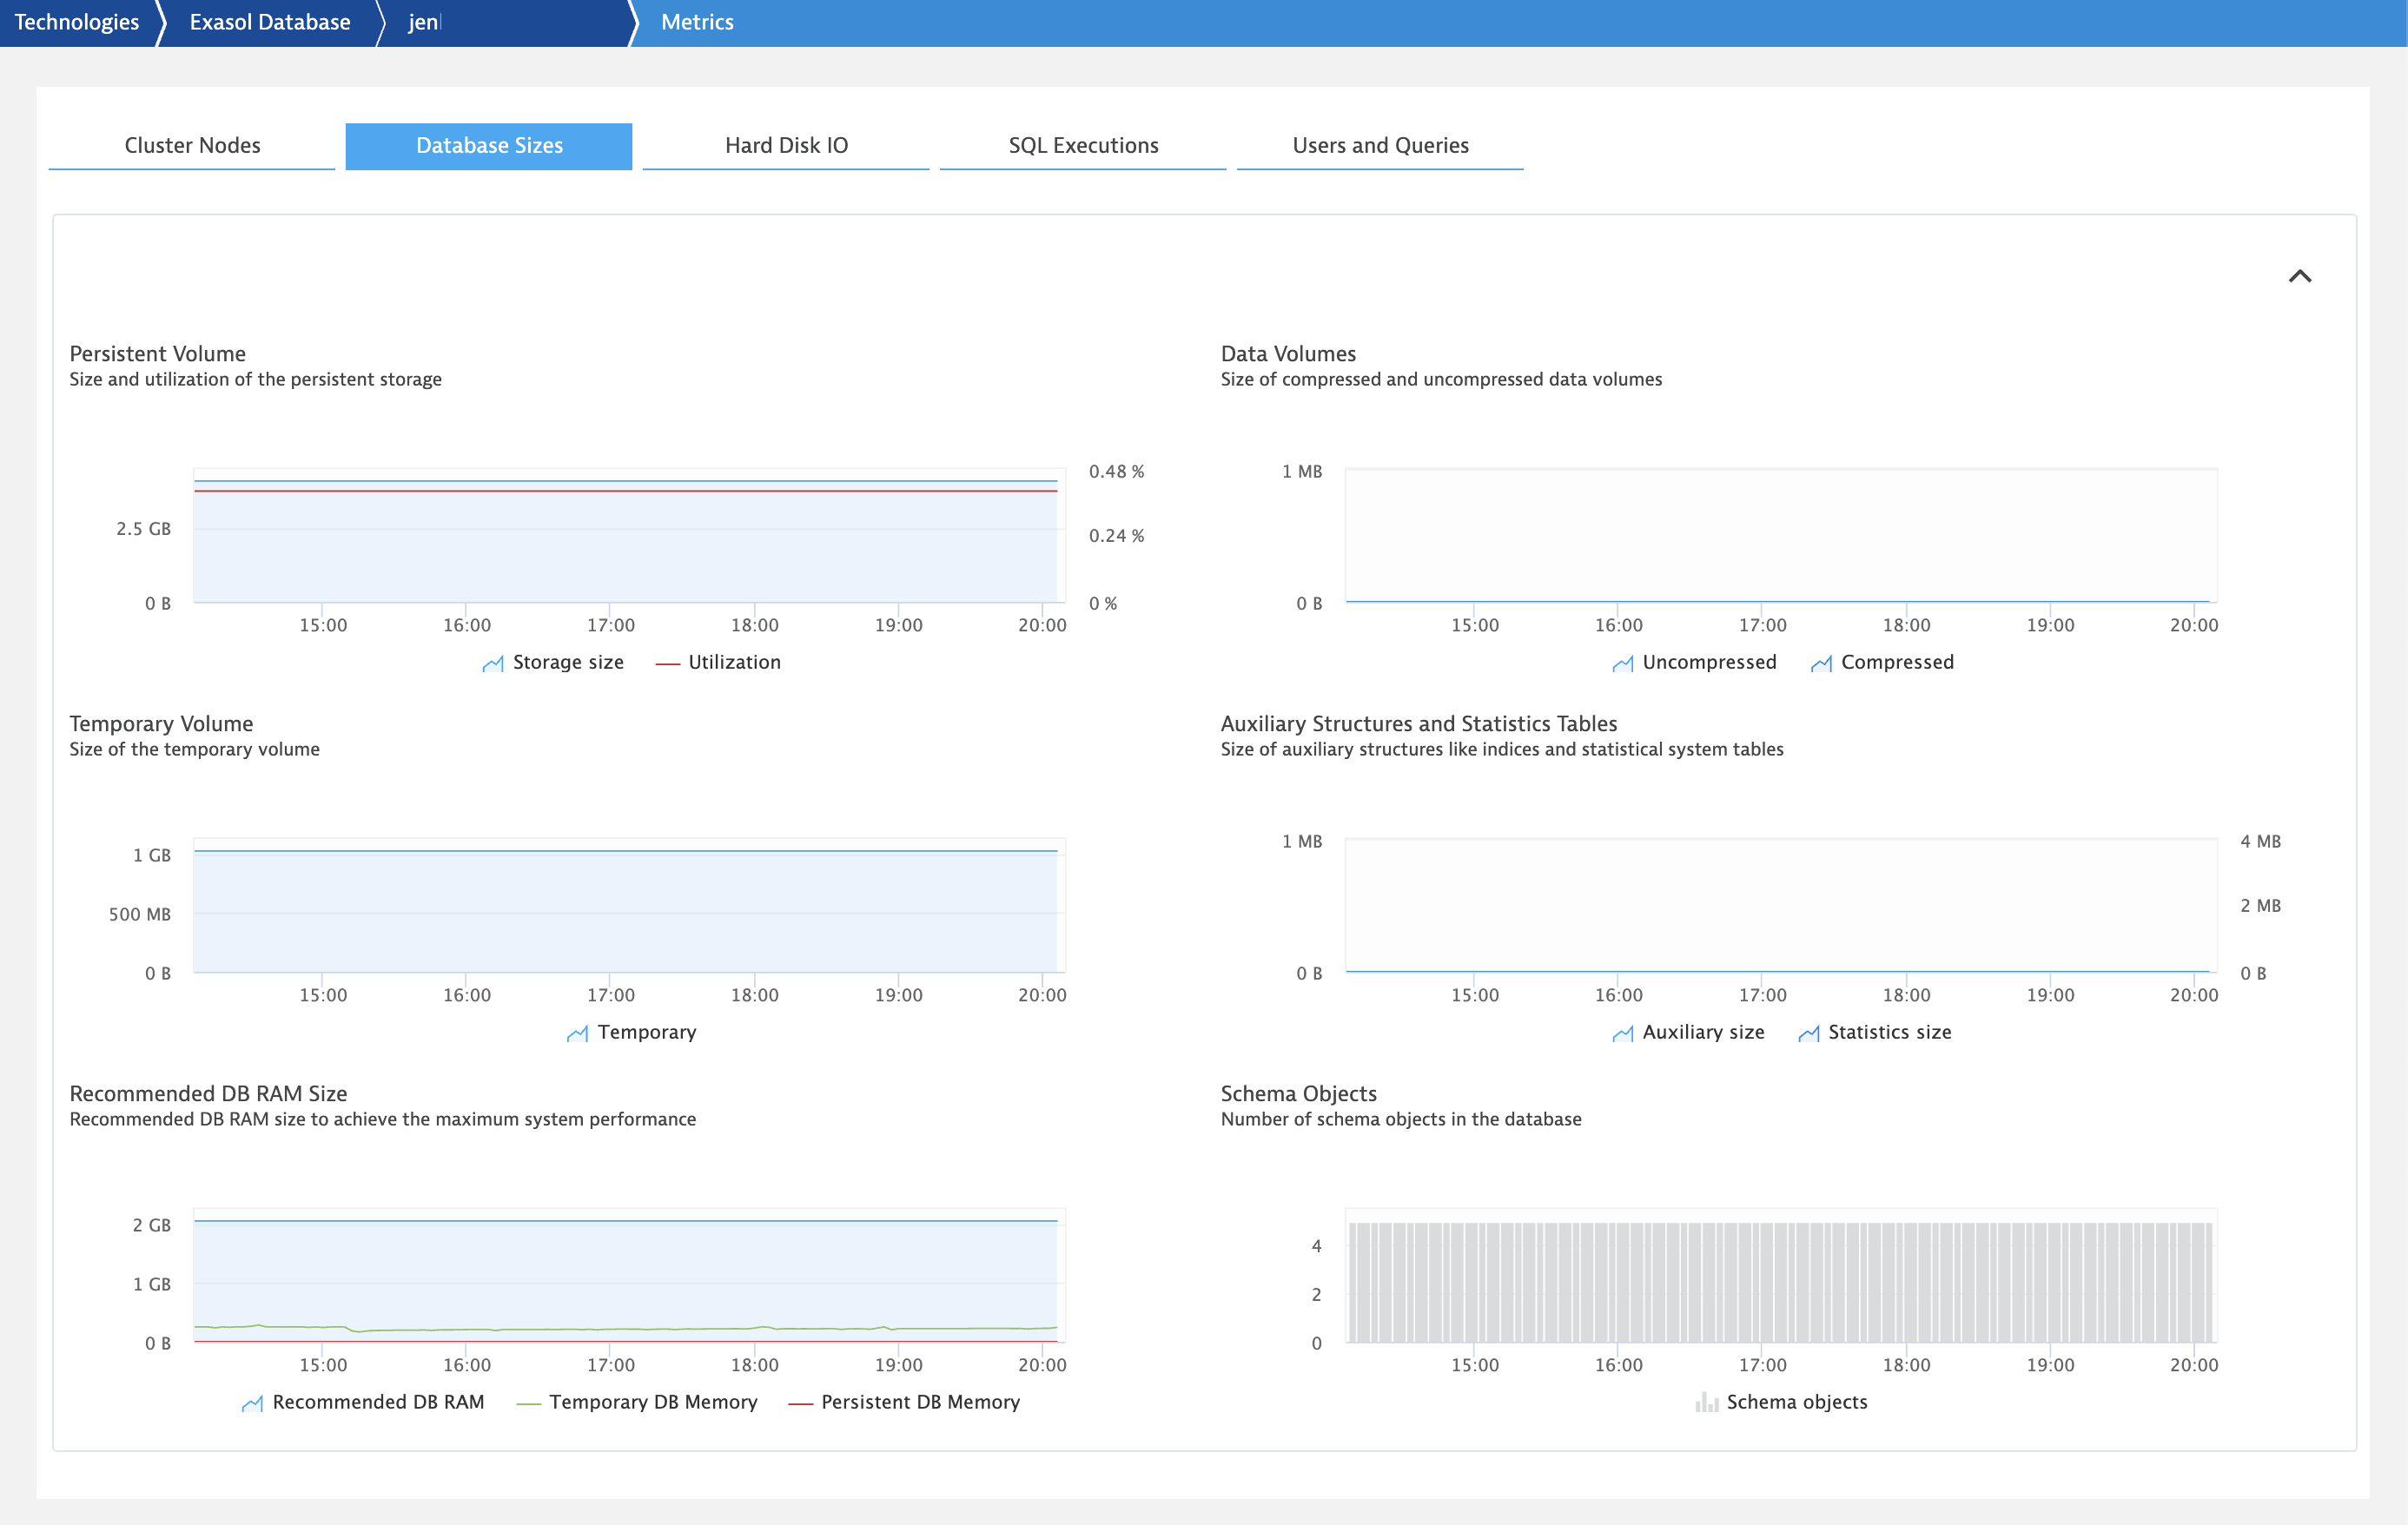 Technologies Exasol Database jen Metrics
Cluster Nodes Database Sizes Hard Disk IO SQL Executions Users and Queries
Persistent Volume
Size and utilization of the persistent storage
0.48 %
2.5 GB
0.24 %
0 B
0 %
15:00 16:00 17:00 18:00 19:00 20:00
Storage size Utilization
Data Volumes
Size of compressed and uncompressed data volumes
1 MB
0 B
15:00 16:00 17:00 18:00 19:00 20:00
Uncompressed Compressed
Temporary Volume
Size of the temporary volume
1 GB
500 MB
0 B
15:00 16:00 17:00 18:00 19:00 20:00
Temporary
Auxiliary Structures and Statistics Tables
Size of auxiliary structures like indices and statistical system tables
1 MB 4 MB
2 MB
0 B 0 B
15:00 16:00 17:00 18:00 19:00 20:00
Auxiliary size Statistics size
Recommended DB RAM Size
Recommended DB RAM size to achieve the maximum system performance
2 GB
1 GB
0 B
15:00 16:00 17:00 18:00 19:00 20:00
Recommended DB RAM Temporary DB Memory Persistent DB Memory
Schema Objects
Number of schema objects in the database
4
2
0
15:00 16:00 17:00 18:00 19:00 20:00
Schema objects